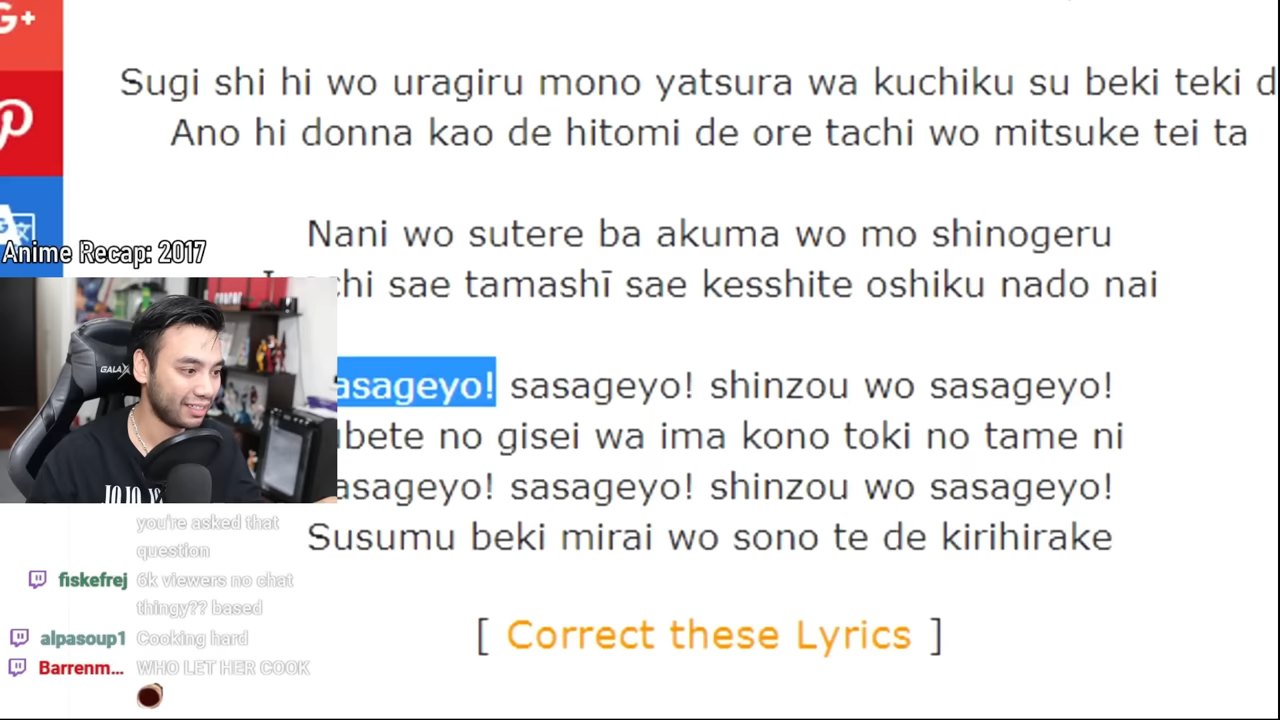 G+
Sugi shi hi wo uragiru mono yatsura wa kuchiku su beki teki d
Ano hi donna kao de hitomi de ore tachi wo mitsuke tei ta
Nani wo sutere ba akuma wo mo shinogeru
chi sae tamashī sae kesshite oshiku nado nai
asageyo! sasageyo! shinzou wo sasageyo!
ubete no gisei wa ima kono toki no tame ni
asageyo! sasageyo! shinzou wo sasageyo!
Susumu beki mirai wo sono te de kirihirake
[ Correct these Lyrics ]
Anime Recap: 2017
GALAX
you're asked that
question
fiskefrej 6k viewers no chat
thingy?? based
alpasoup1 Cooking hard
Barrenm... WHO LET HER COOK